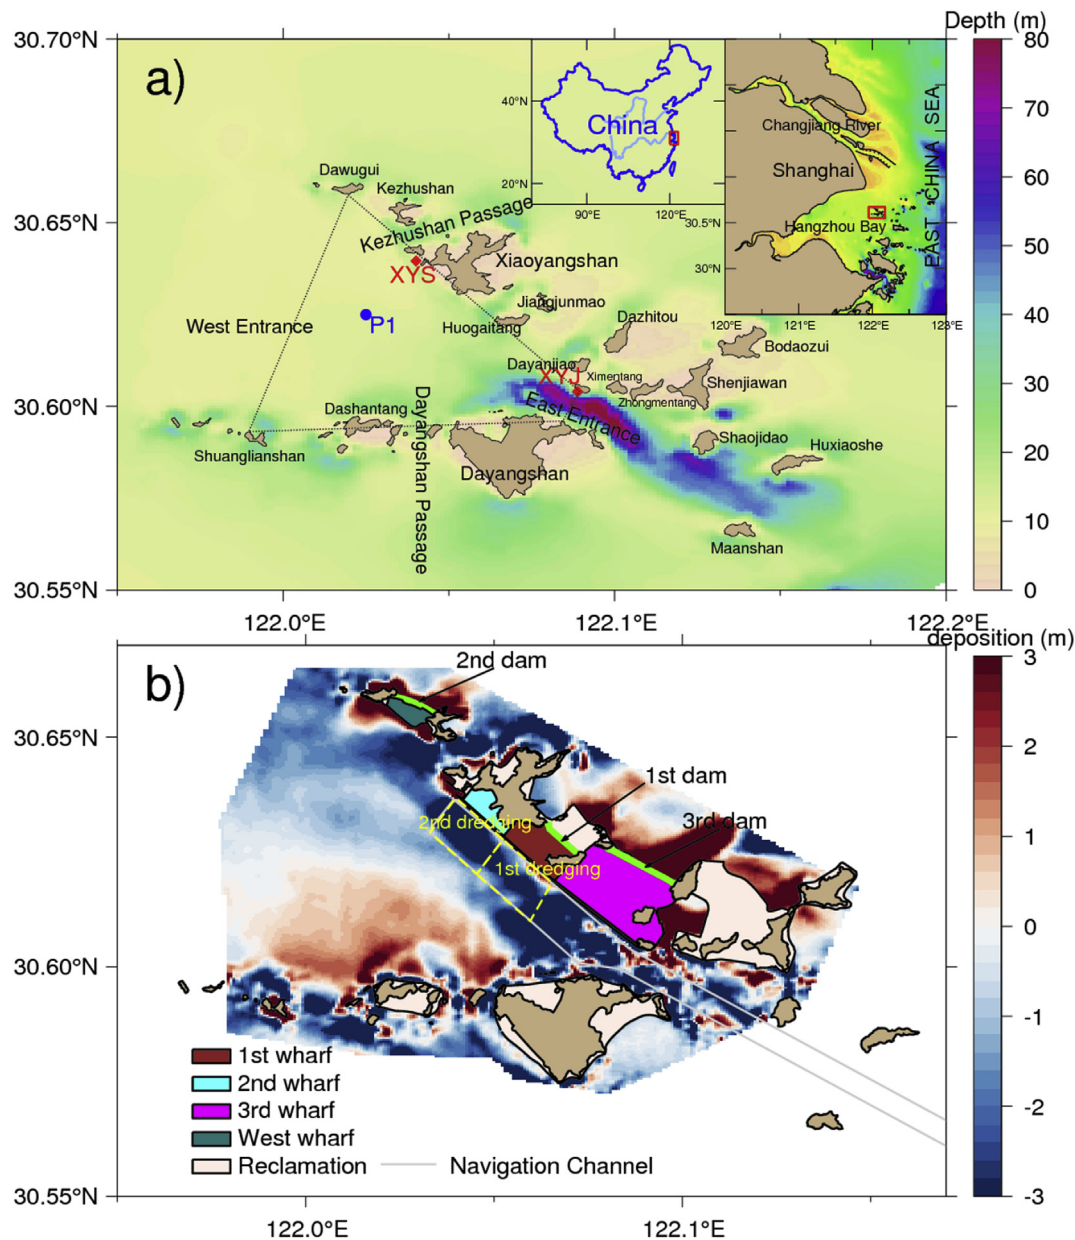 Depth (m)
30.70°N
a)
80
70
60
50
40
30
20
10
0
40°N
20°N
China
90°E
120°E
Changjiang River
Shanghai
Hangzhou Bay
EAST CHINA SEA
30.5°N
30°N
120°E
121°E
122°E
123°E
Dawugui
Kezhushan
Kezhushan Passage
30.65°N
XYS
Xiaoyangshan
Jiangjunmao
West Entrance
P1
Huogaitang
Dazhitou
Bodaozui
Dayanjiao
XYJ
Ximentang
Shenjiawan
Zhongmentang
30.60°N
Dashantang
East Entrance
Shaojidao
Huxiaoshe
Shuanglianshan
Dayangshan
Dayangshan Passage
Maanshan
30.55°N
122.0°E
122.1°E
122.2°E
deposition (m)
b)
2nd dam
3
2
1
0
-1
-2
-3
30.65°N
1st dam
2nd dredging
3rd dam
1st dredging
30.60°N
1st wharf
2nd wharf
3rd wharf
West wharf
Reclamation
Navigation Channel
30.55°N
122.0°E
122.1°E